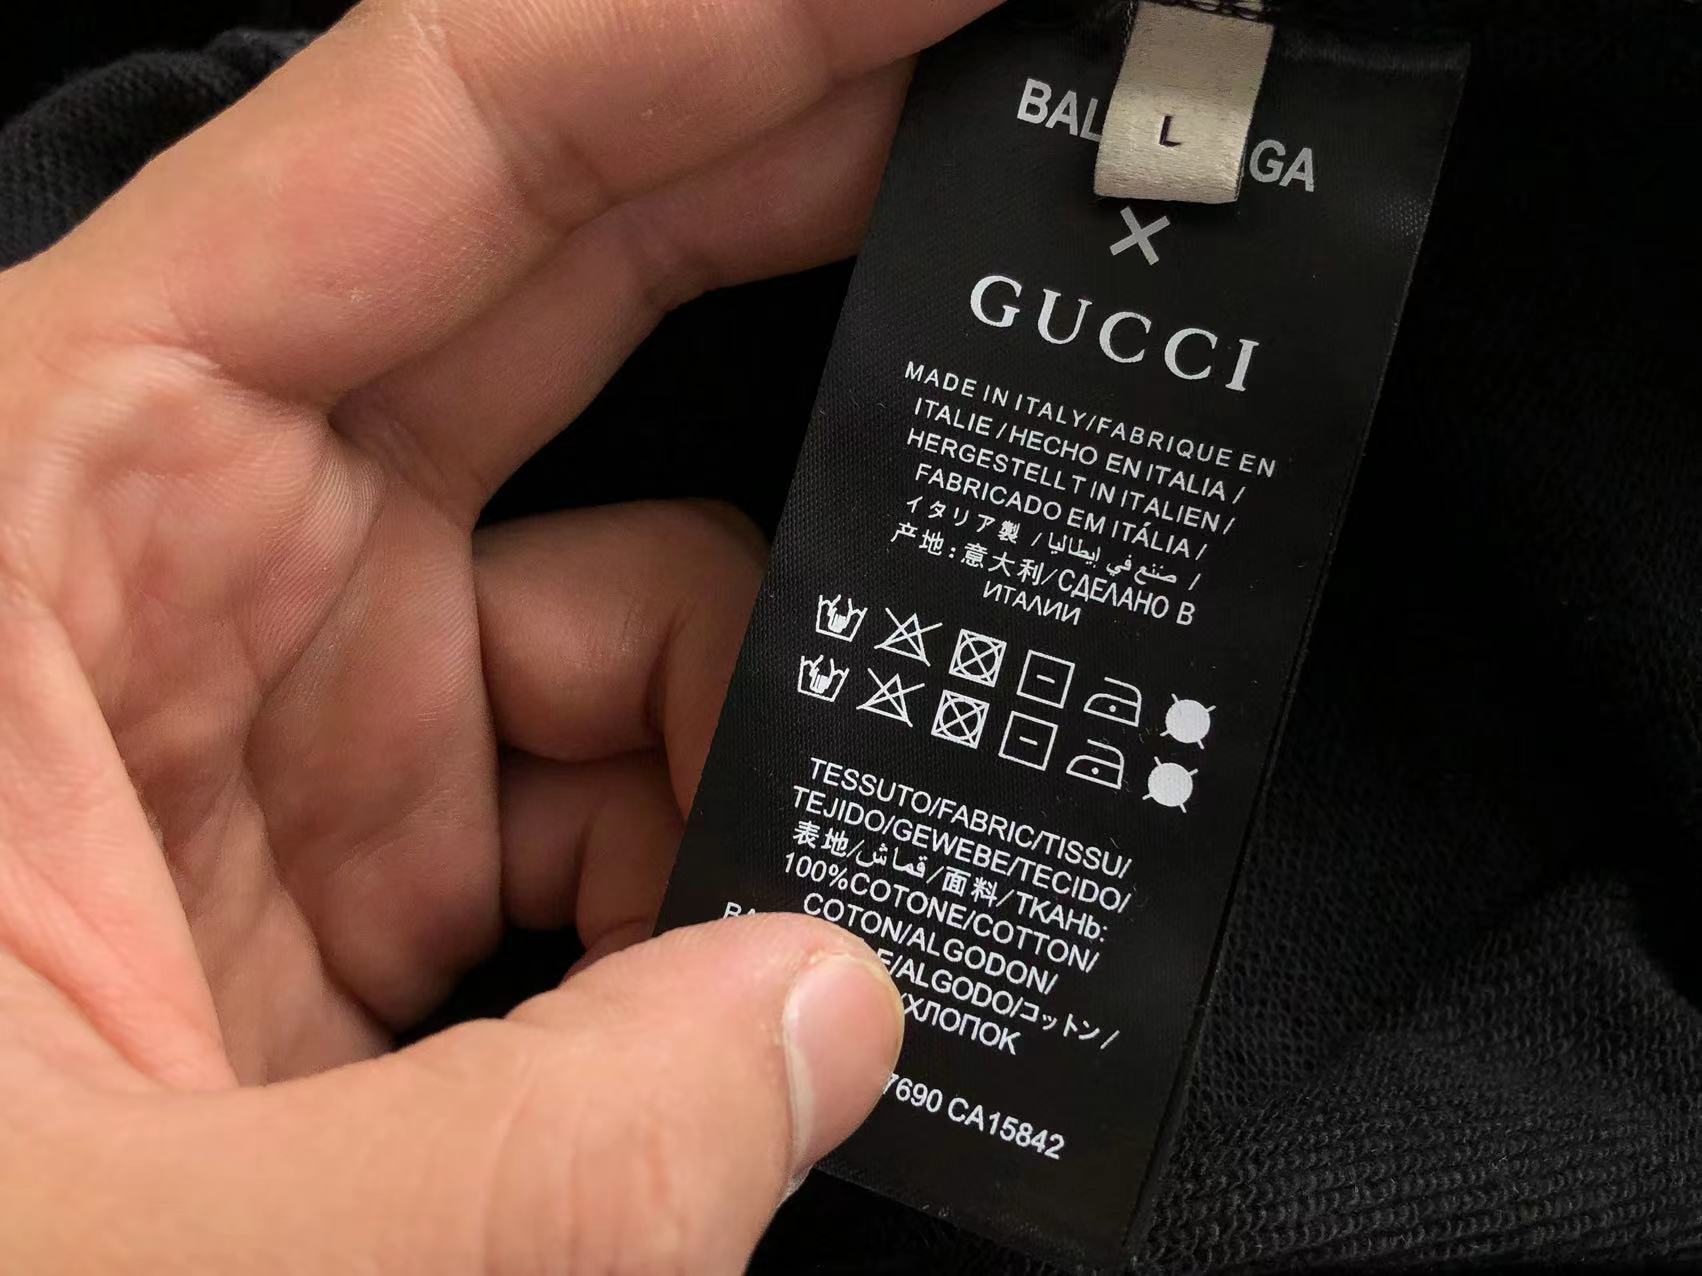 L
BAL GA
×
GUCCI
MADE IN ITALY/FABRIQUE EN
ITALIE/HECHO EN ITALIA/
HERGESTELLT IN ITALIEN/
FABRICADO EM ITÁLIA/
イタリア製/صنع في إيطاليا/
产地:意大利/СДЕЛАНО В
ИТАЛИИ
TESSUTO/FABRIC/TISSU/
TEJIDO/GEWEBE/TECIDO/
表地/قماش/面料/TKAHb:
100%COTONE/COTTON/
COTON/ALGODON/
E/ALGODO/コットン/
/ХЛОПОК
7690 CA15842